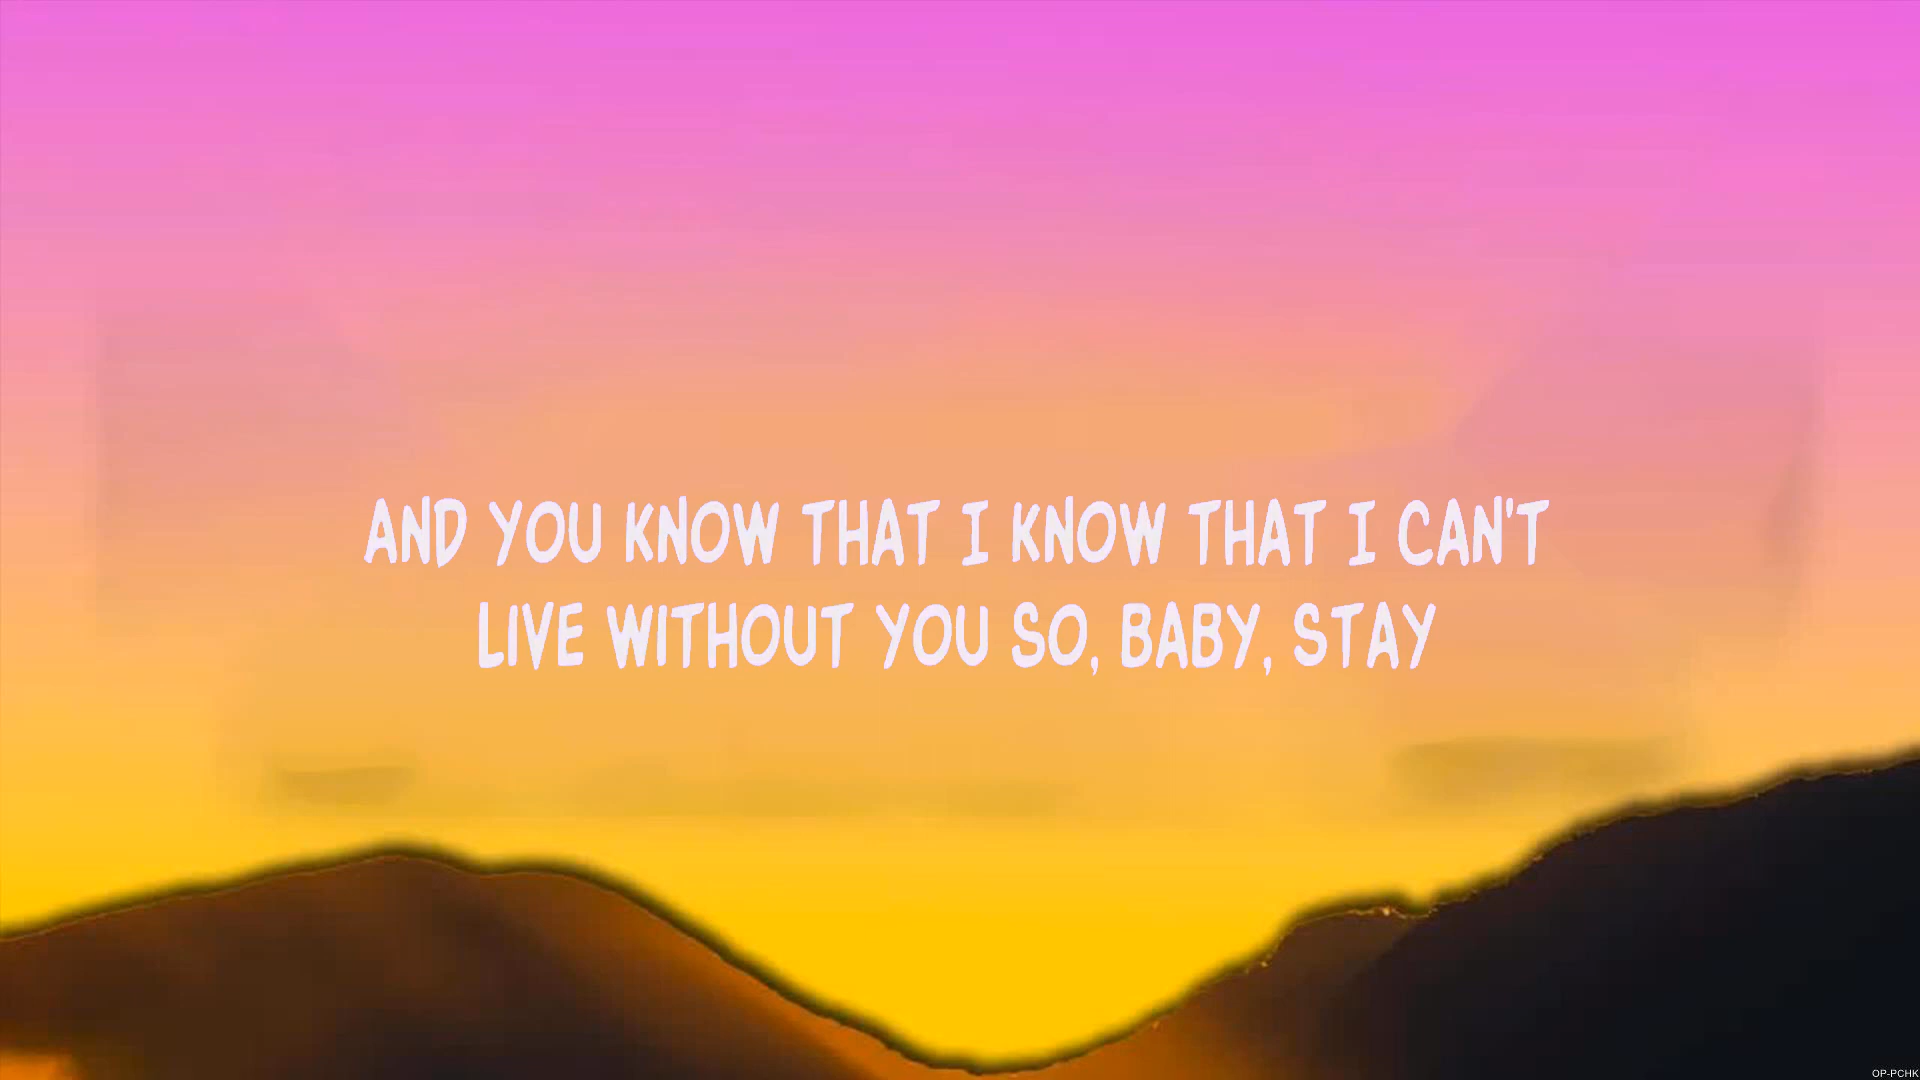 AND YOU KNOW THAT I KNOW THAT I CAN'T
LIVE WITHOUT YOU SO, BABY, STAY
OP-PCHK